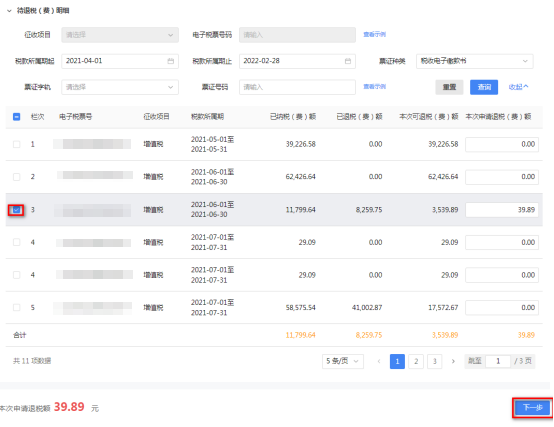 待退税（费）明细
征收项目 请选择 电子税票号码 请输入 查看示例
税款所属期起 2021-04-01 税款所属期止 2022-02-28 票证种类 税收电子缴款书
票证字轨 请选择 票证号码 请输入 查看示例 重置 查询 收起
栏次 电子税票号 征收项目 税款所属期 已纳税（费）额 已退税（费）额 本次可退税（费）额 本次申请退税（费）额
1 增值税 2021-05-01至 2021-05-31 39,226.58 0.00 39,226.58 0.00
2 增值税 2021-06-01至 2021-06-30 62,426.64 0.00 62,426.64 0.00
3 增值税 2021-06-01至 2021-06-30 11,799.64 8,259.75 3,539.89 39.89
4 增值税 2021-07-01至 2021-07-31 29.09 0.00 29.09 0.00
4 增值税 2021-07-01至 2021-07-31 29.09 0.00 29.09 0.00
5 增值税 2021-07-01至 2021-07-31 58,575.54 41,002.87 17,572.67 0.00
合计 11,799.64 8,259.75 3,539.89 39.89
共 11 项数据 5 条/页 1 2 3 跳至 1 / 3 页
本次申请退税额 39.89 元 下一步